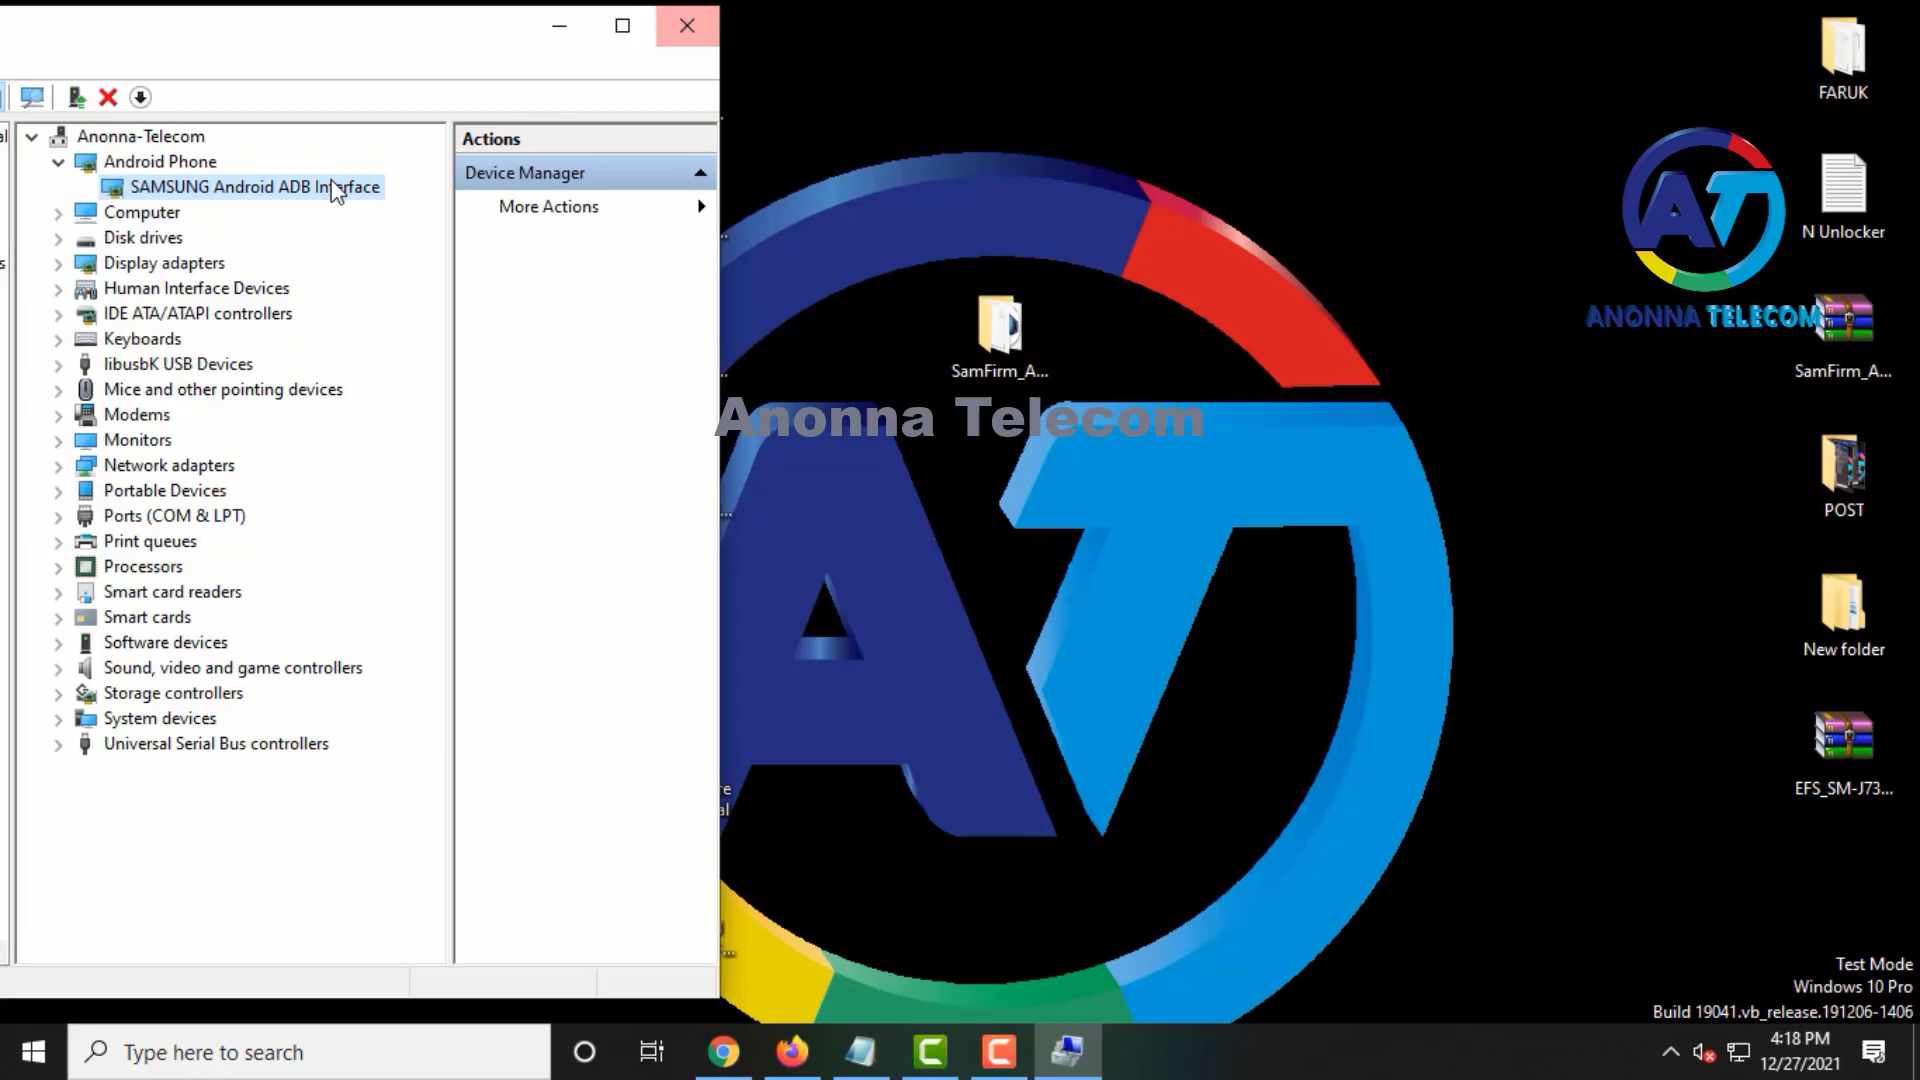 Anonna-Telecom
Android Phone
SAMSUNG Android ADB Interface
Computer
Disk drives
Display adapters
Human Interface Devices
IDE ATA/ATAPI controllers
Keyboards
libusbK USB Devices
Mice and other pointing devices
Modems
Monitors
Network adapters
Portable Devices
Ports (COM & LPT)
Print queues
Processors
Smart card readers
Smart cards
Software devices
Sound, video and game controllers
Storage controllers
System devices
Universal Serial Bus controllers
Actions
Device Manager
More Actions
SamFirm_A...
Anonna Telecom
AT
AT
ANONNA TELECOM
FARUK
N Unlocker
SamFirm_A...
POST
New folder
EFS_SM-J73...
Test Mode
Windows 10 Pro
Build 19041.vb_release.191206-1406
Type here to search
4:18 PM
12/27/2021